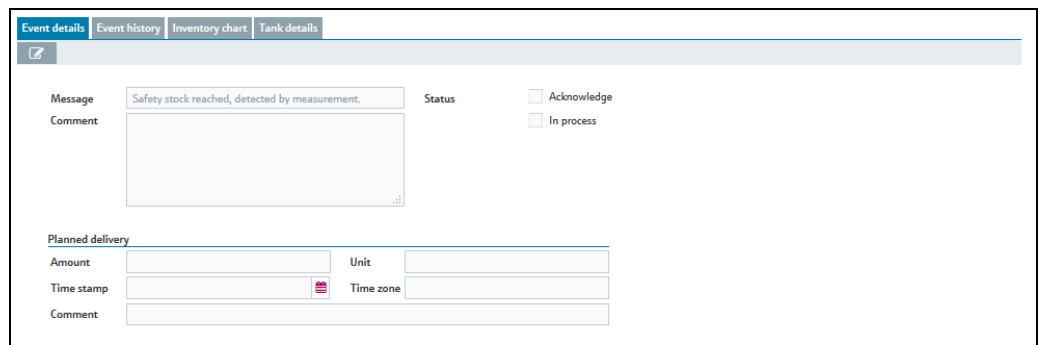 Event details Event history Inventory chart Tank details
Message Safety stock reached, detected by measurement. Status Acknowledge
Comment In process
Planned delivery
Amount Unit
Time stamp Time zone
Comment